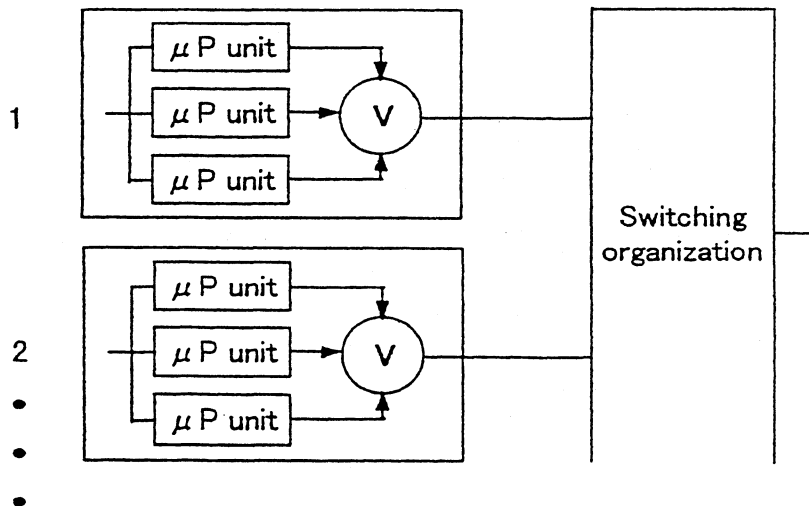 1
μ P unit
μ P unit
V
μ P unit
Switching
organization
2
μ P unit
μ P unit
V
μ P unit